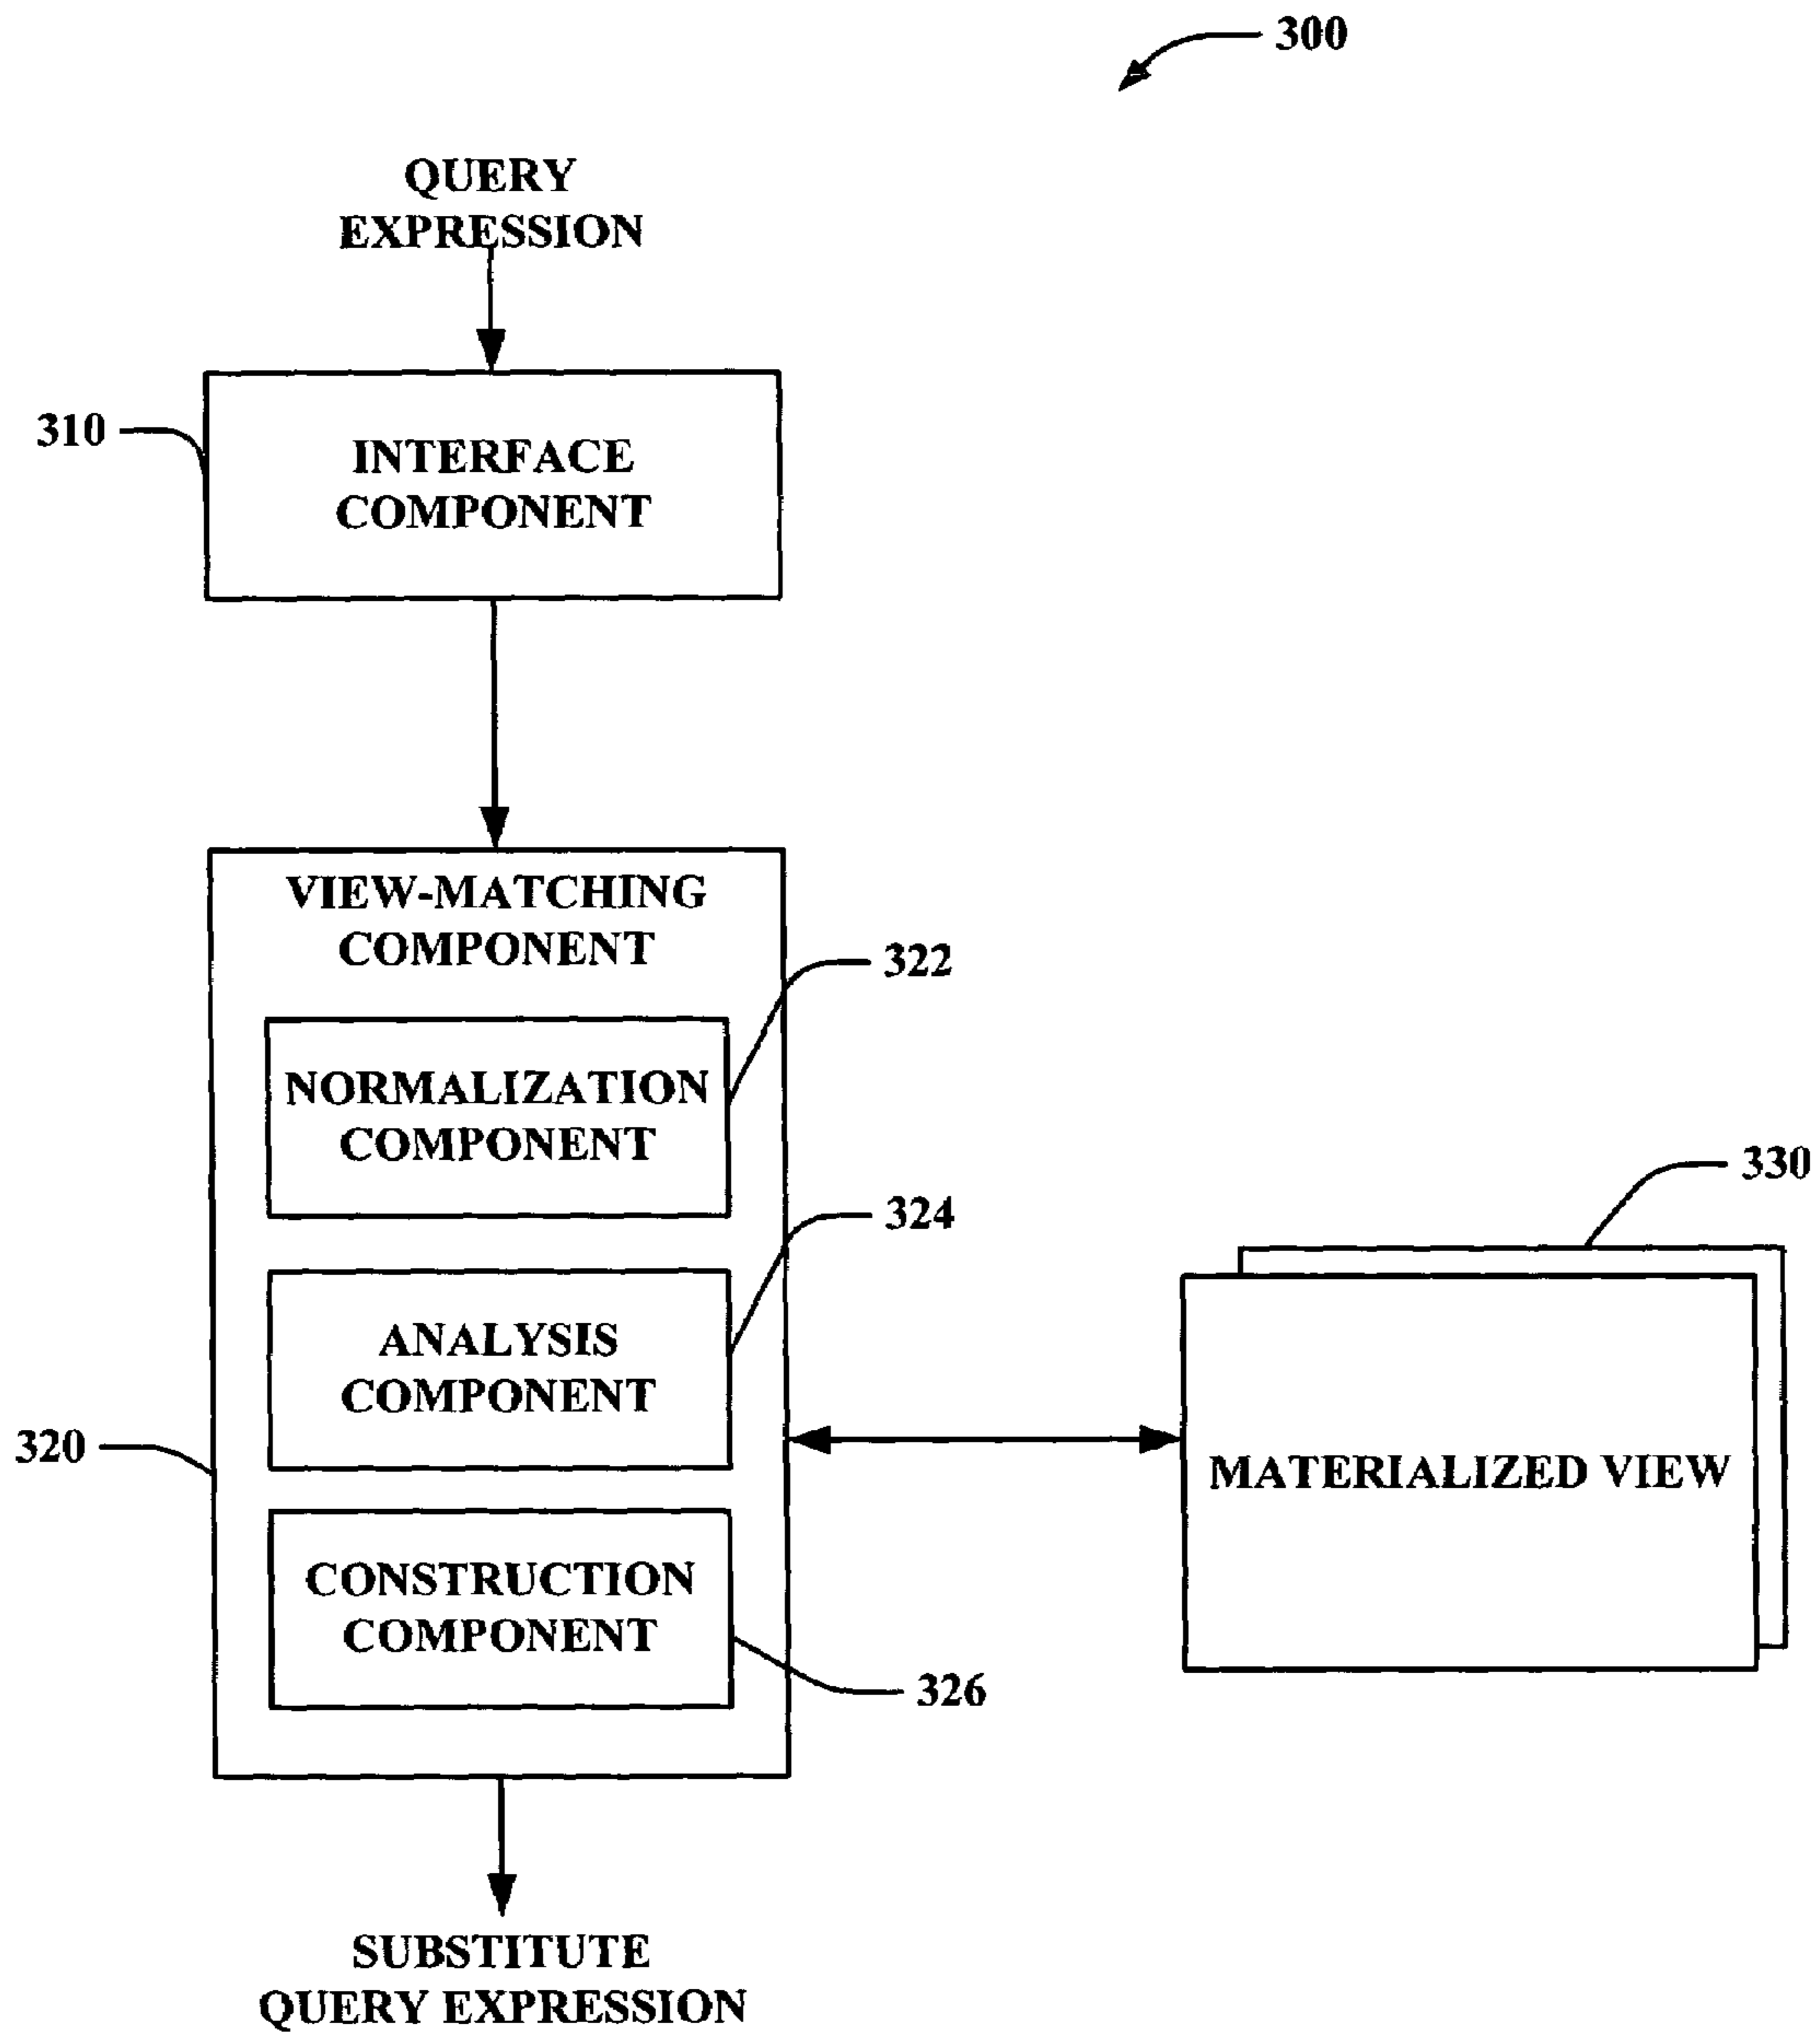 300
QUERY
EXPRESSION
310
INTERFACE
COMPONENT
VIEW-MATCHING
COMPONENT
322
NORMALIZATION
COMPONENT
330
324
ANALYSIS
COMPONENT
320
MATERIALIZED VIEW
CONSTRUCTION
COMPONENT
326
SUBSTITUTE
QUERY EXPRESSION